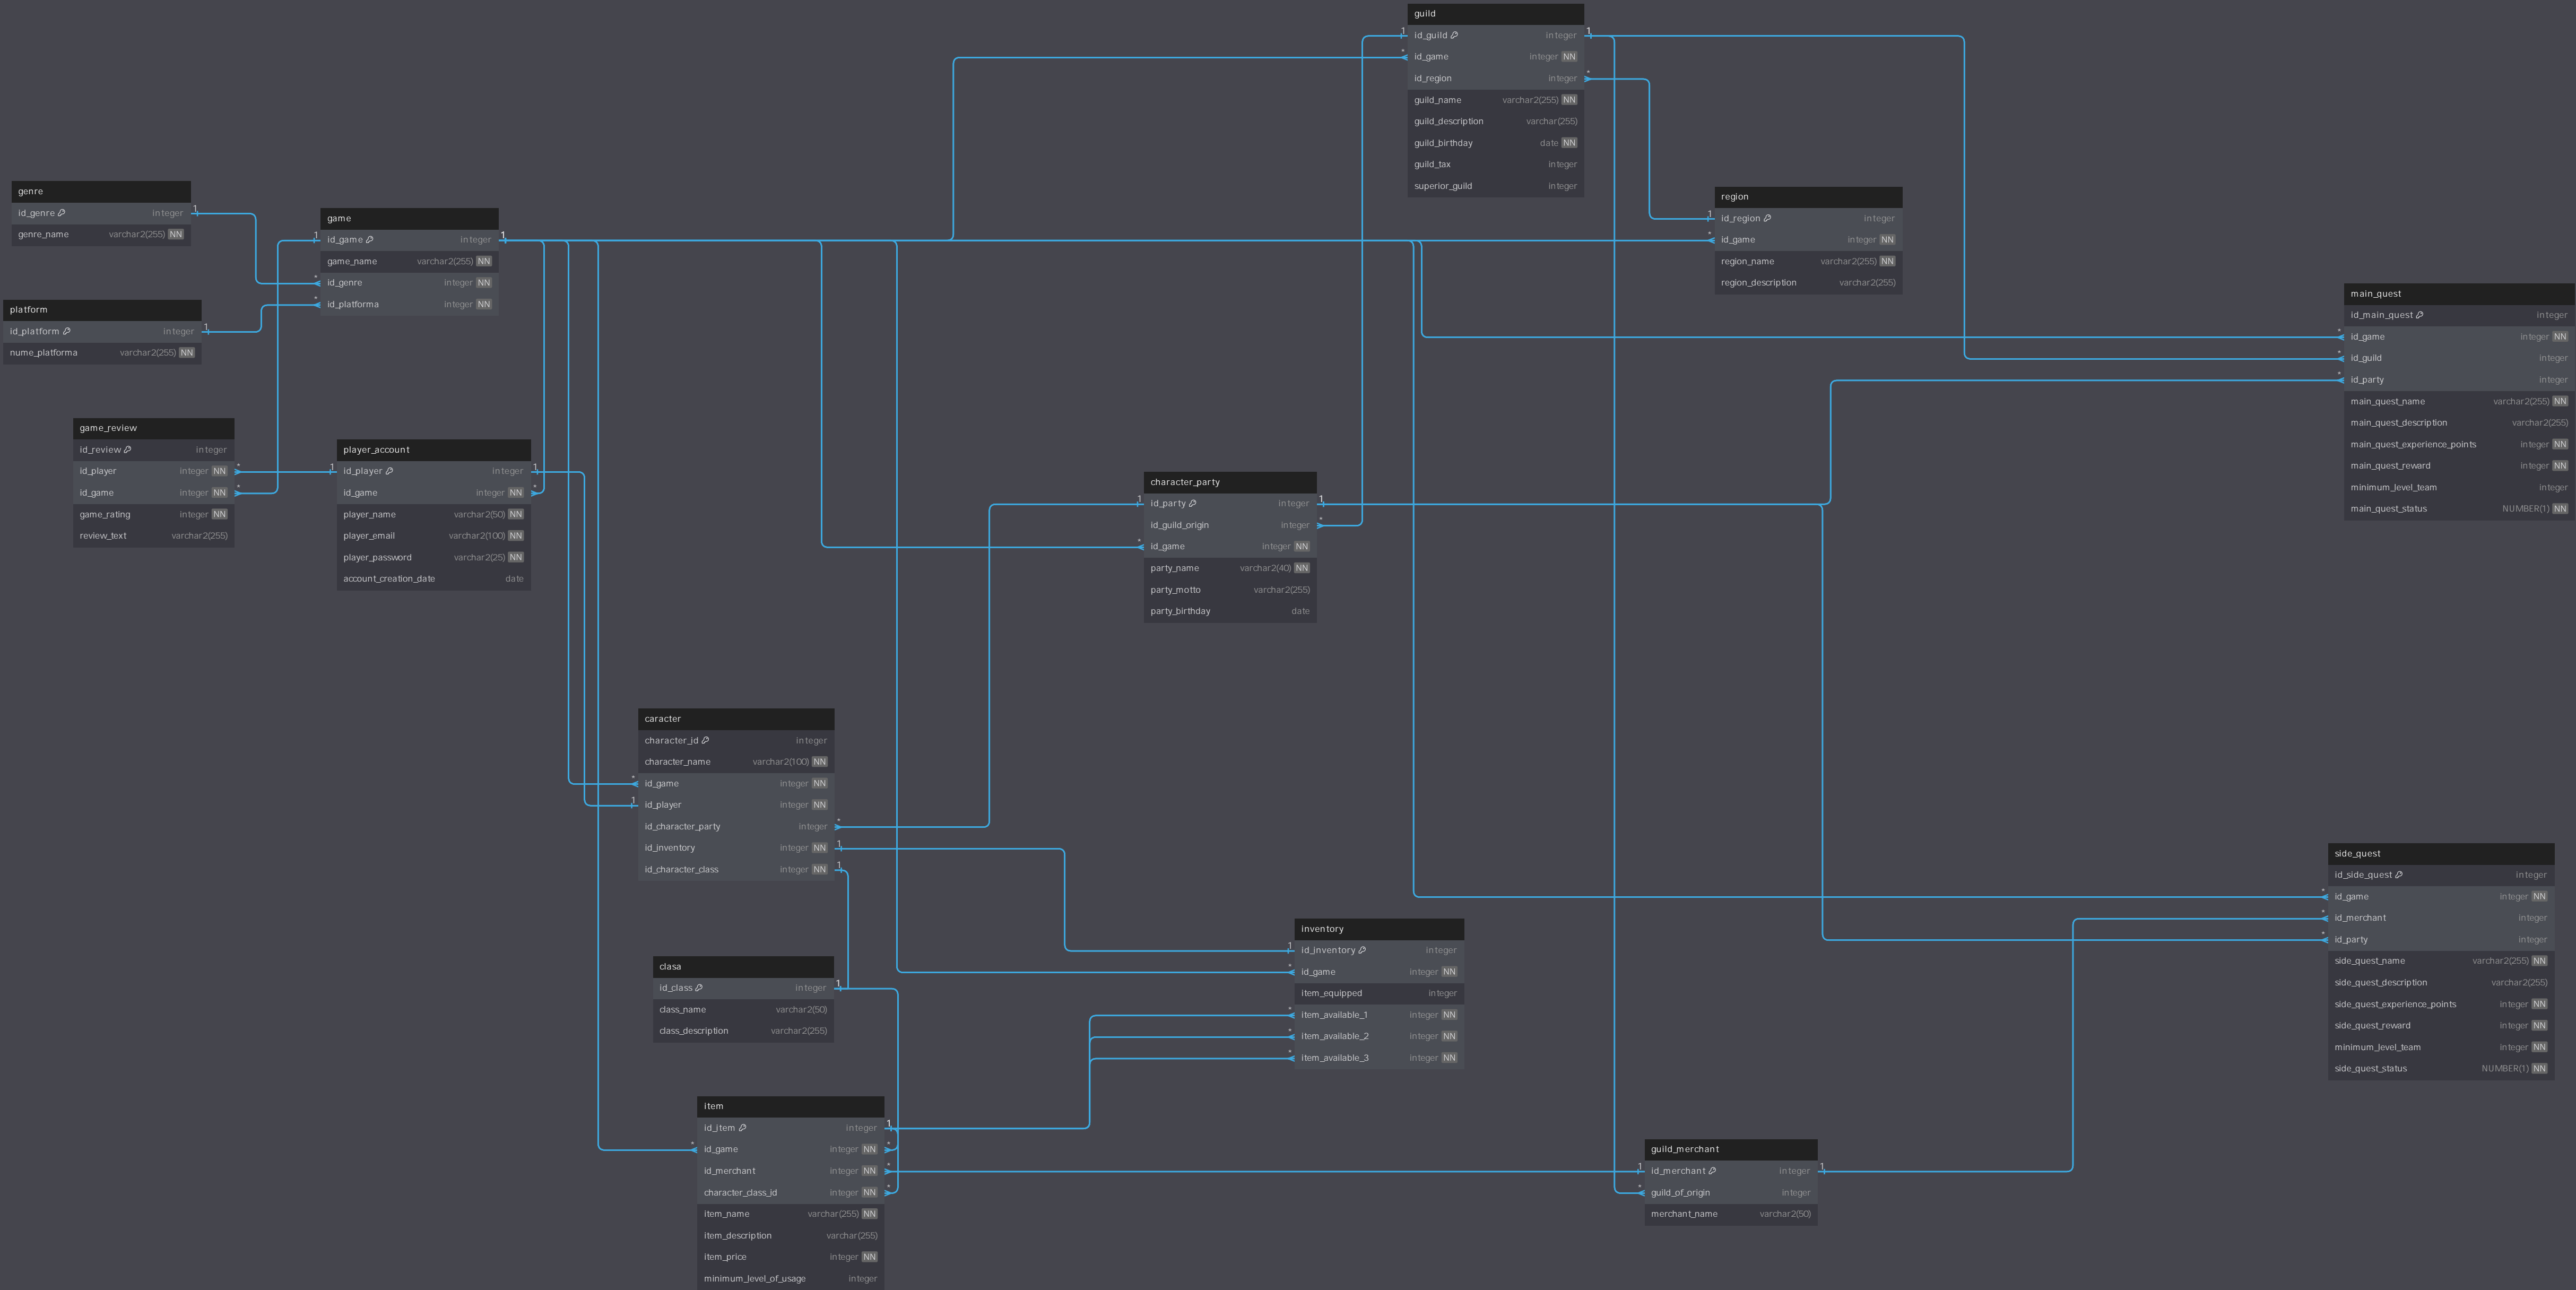 guild
id_guild integer
id_game integer NN
id_region integer
guild_name varchar2(255) NN
guild_description varchar(255)
guild_birthday date NN
guild_tax integer
superior_guild integer
genre
id_genre integer
genre_name varchar2(255) NN
game
id_game integer
game_name varchar2(255) NN
id_genre integer NN
id_platforma integer NN
region
id_region integer
id_game integer NN
region_name varchar2(255) NN
region_description varchar2(255)
platform
id_platform integer
nume_platforma varchar2(255) NN
main_quest
id_main_quest integer
id_game integer NN
id_guild integer
id_party integer
main_quest_name varchar2(255) NN
main_quest_description varchar2(255)
main_quest_experience_points integer NN
main_quest_reward integer NN
minimum_level_team integer
main_quest_status NUMBER(1) NN
game_review
id_review integer
id_player integer NN
id_game integer NN
game_rating integer NN
review_text varchar2(255)
player_account
id_player integer
id_game integer NN
player_name varchar2(50) NN
player_email varchar2(100) NN
player_password varchar2(25) NN
account_creation_date date
character_party
id_party integer
id_guild_origin integer
id_game integer NN
party_name varchar2(40) NN
party_motto varchar2(255)
party_birthday date
caracter
character_id integer
character_name varchar2(100) NN
id_game integer NN
id_player integer NN
id_character_party integer
id_inventory integer NN
id_character_class integer NN
side_quest
id_side_quest integer
id_game integer NN
id_merchant integer
id_party integer
side_quest_name varchar2(255) NN
side_quest_description varchar2(255)
side_quest_experience_points integer NN
side_quest_reward integer NN
minimum_level_team integer NN
side_quest_status NUMBER(1) NN
inventory
id_inventory integer
id_game integer NN
item_equipped integer
item_available_1 integer NN
item_available_2 integer NN
item_available_3 integer NN
clasa
id_class integer
class_name varchar2(50)
class_description varchar2(255)
item
id_item integer
id_game integer NN
id_merchant integer NN
character_class_id integer NN
item_name varchar(255) NN
item_description varchar(255)
item_price integer NN
minimum_level_of_usage integer
guild_merchant
id_merchant integer
guild_of_origin integer
merchant_name varchar2(50)